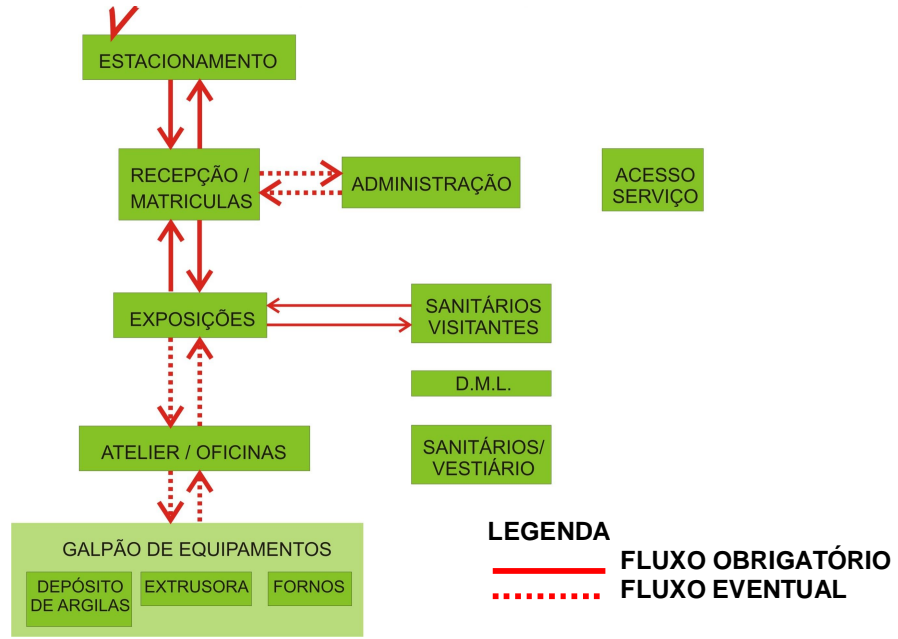 ESTACIONAMENTO
RECEPÇÃO /
MATRICULAS
ADMINISTRAÇÃO
ACESSO
SERVIÇO
EXPOSIÇÕES
SANITÁRIOS
VISITANTES
D.M.L.
ATELIER / OFICINAS
SANITÁRIOS/
VESTIÁRIO
GALPÃO DE EQUIPAMENTOS
DEPÓSITO
DE ARGILAS
EXTRUSORA
FORNOS
LEGENDA
FLUXO OBRIGATÓRIO
FLUXO EVENTUAL